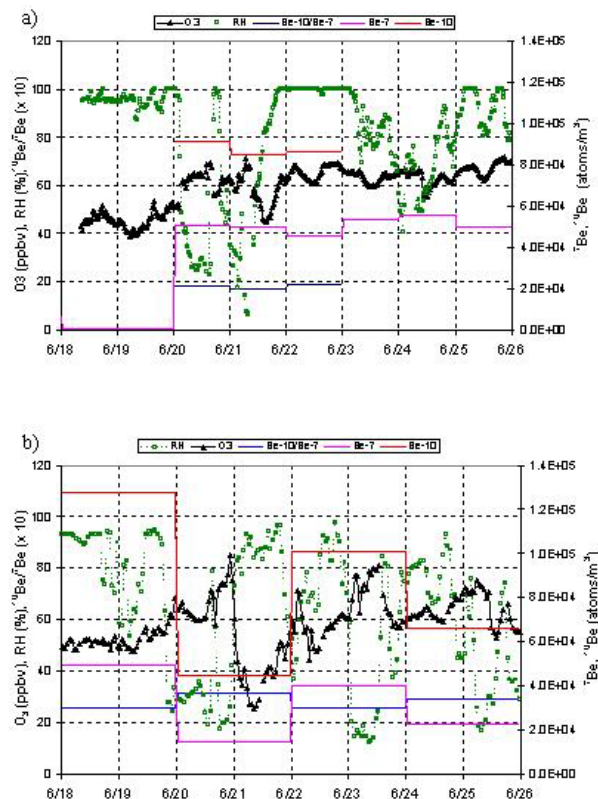 a)
O3 RH Be-10/Be-7 Be-7 Be-10
O3 (ppbv), RH (%), ¹⁰Be/⁷Be (x 10)
120
100
80
60
40
20
0
1.4E+05
1.2E+05
1.0E+05
8.0E+04
6.0E+04
4.0E+04
2.0E+04
0.0E+00
⁷Be, ¹⁰Be (atoms/m³)
6/18 6/19 6/20 6/21 6/22 6/23 6/24 6/25 6/26
b)
RH O3 Be-10/Be-7 Be-7 Be-10
O₃ (ppbv), RH (%), ¹⁰Be/⁷Be (x 10)
120
100
80
60
40
20
0
1.4E+05
1.2E+05
1.0E+05
8.0E+04
6.0E+04
4.0E+04
2.0E+04
0.0E+00
⁷Be, ¹⁰Be (atoms/m³)
6/18 6/19 6/20 6/21 6/22 6/23 6/24 6/25 6/26